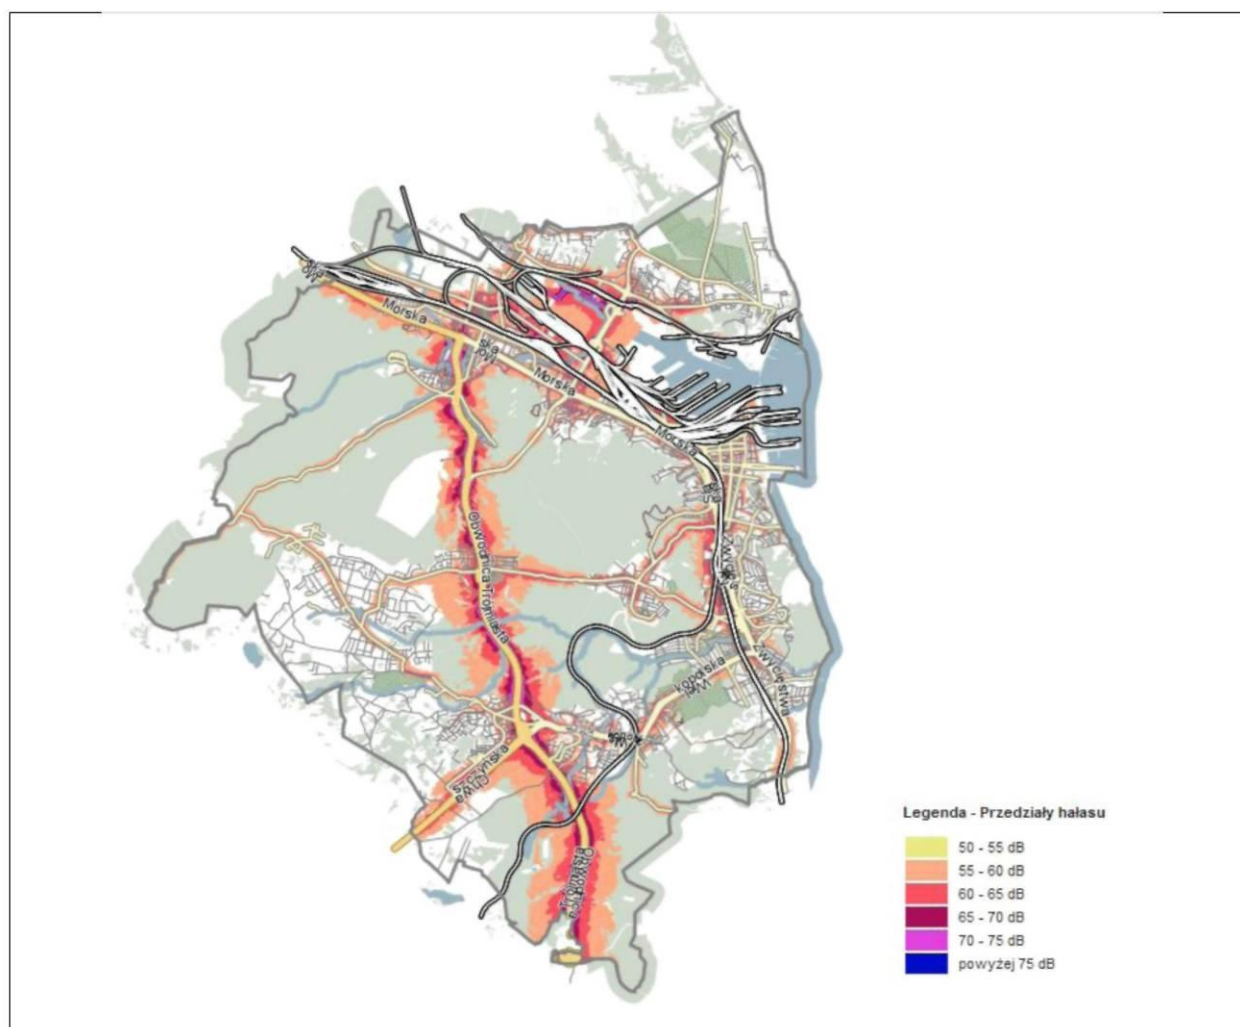 Morska
Morska
Morska
Obwodnica Trójmiasta
Zwycięstwa
Legenda - Przedziały hałasu
50 - 55 dB
55 - 60 dB
60 - 65 dB
65 - 70 dB
70 - 75 dB
powyżej 75 dB